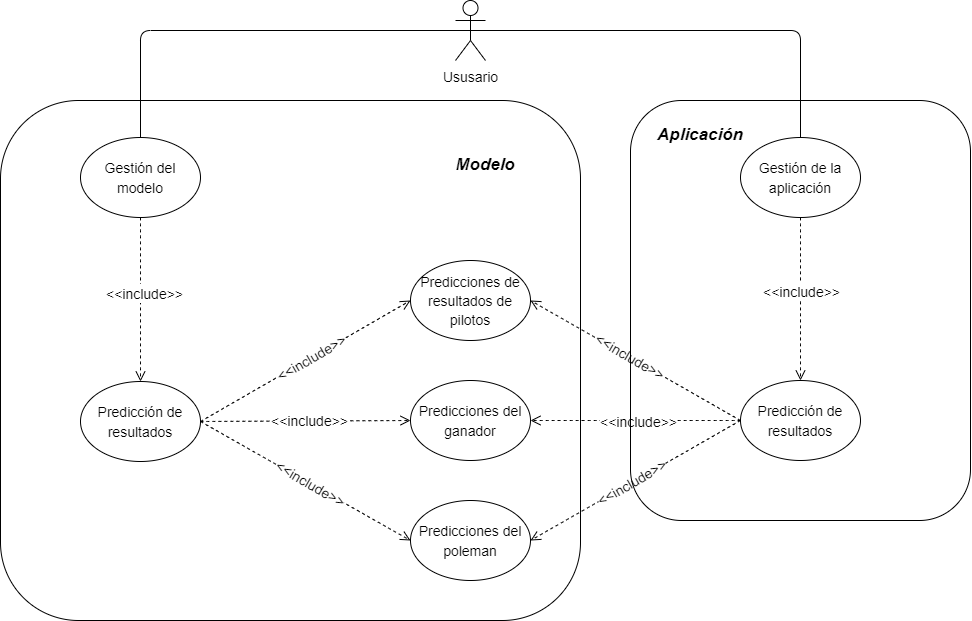 Ususario
Aplicación
Modelo
Gestión del
modelo
Gestión de la
aplicación
<<include>>
<<include>>
Predicciones de
resultados de
pilotos
<<include>>
<<include>>
Predicción de
resultados
<<include>>
Predicciones del
ganador
<<include>>
Predicción de
resultados
<<include>>
<<include>>
Predicciones del
poleman